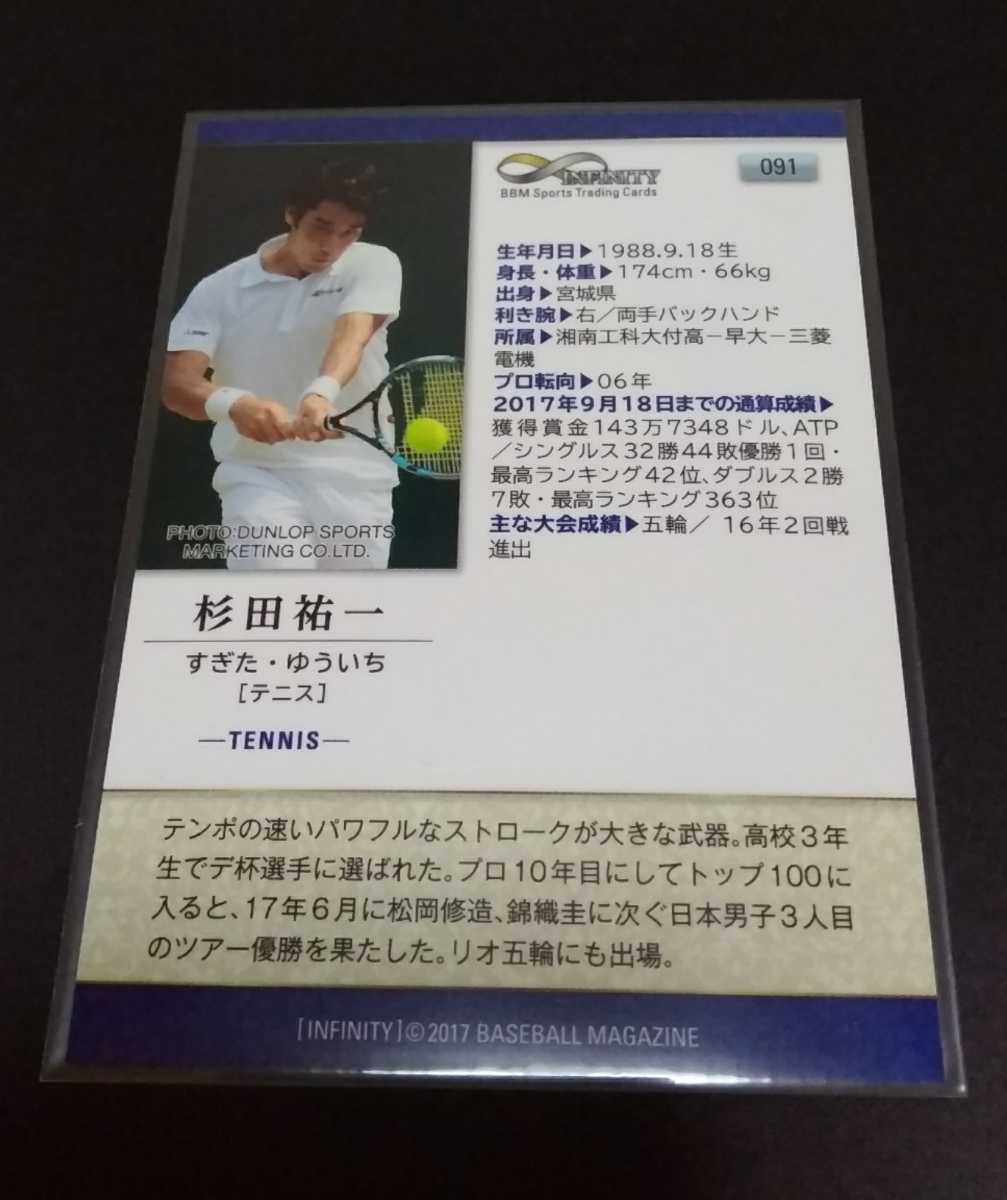 INFINITY
BBM Sports Trading Cards
091
生年月日▶1988.9.18生
身長・体重▶174cm・66kg
出身▶宮城県
利き腕▶右／両手バックハンド
所属▶湘南工科大付高－早大－三菱
電機
プロ転向▶06年
2017年9月18日までの通算成績▶
獲得賞金143万7348ドル、ATP
／シングルス32勝44敗優勝1回・
最高ランキング42位、ダブルス2勝
7敗・最高ランキング363位
主な大会成績▶五輪／16年2回戦
進出
PHOTO:DUNLOP SPORTS
MARKETING CO.LTD.
杉田祐一
すぎた・ゆういち
[テニス]
—TENNIS—
テンポの速いパワフルなストロークが大きな武器。高校3年
生でデ杯選手に選ばれた。プロ10年目にしてトップ100に
入ると、17年6月に松岡修造、錦織圭に次ぐ日本男子3人目
のツアー優勝を果たした。リオ五輪にも出場。
[INFINITY]©2017 BASEBALL MAGAZINE